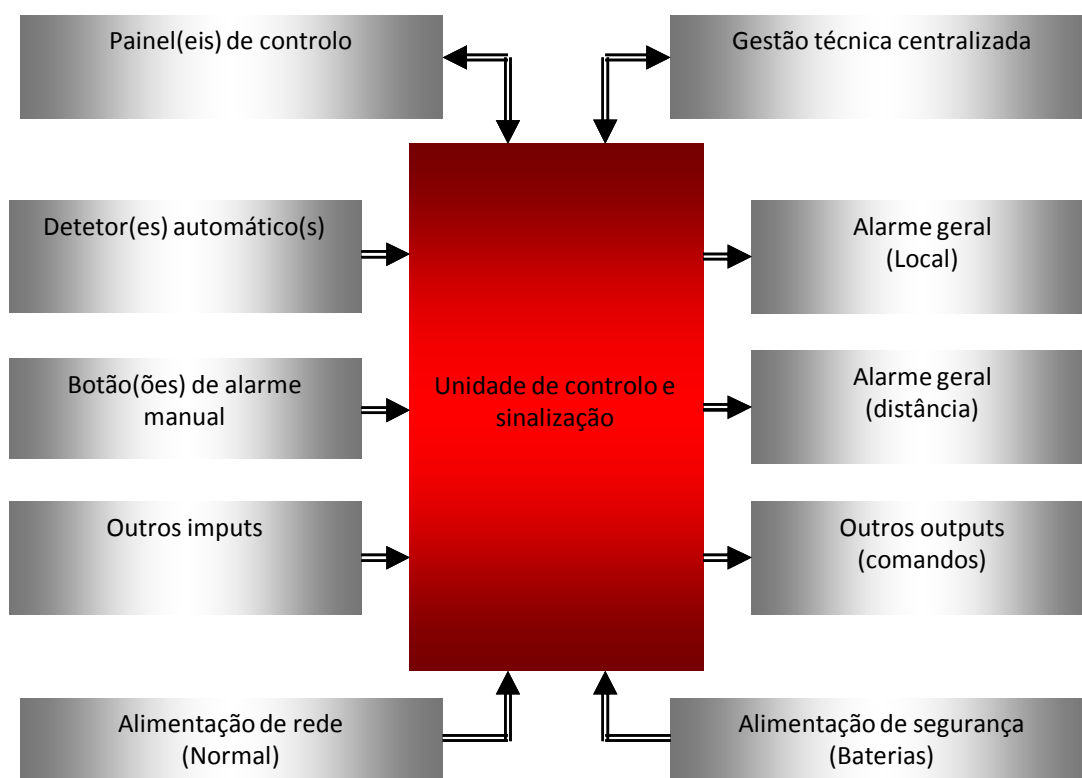 Painel(eis) de controlo
Gestão técnica centralizada
Detetor(es) automático(s)
Alarme geral
(Local)
Botão(ões) de alarme
manual
Unidade de controlo e
sinalização
Alarme geral
(distância)
Outros imputs
Outros outputs
(comandos)
Alimentação de rede
(Normal)
Alimentação de segurança
(Baterias)